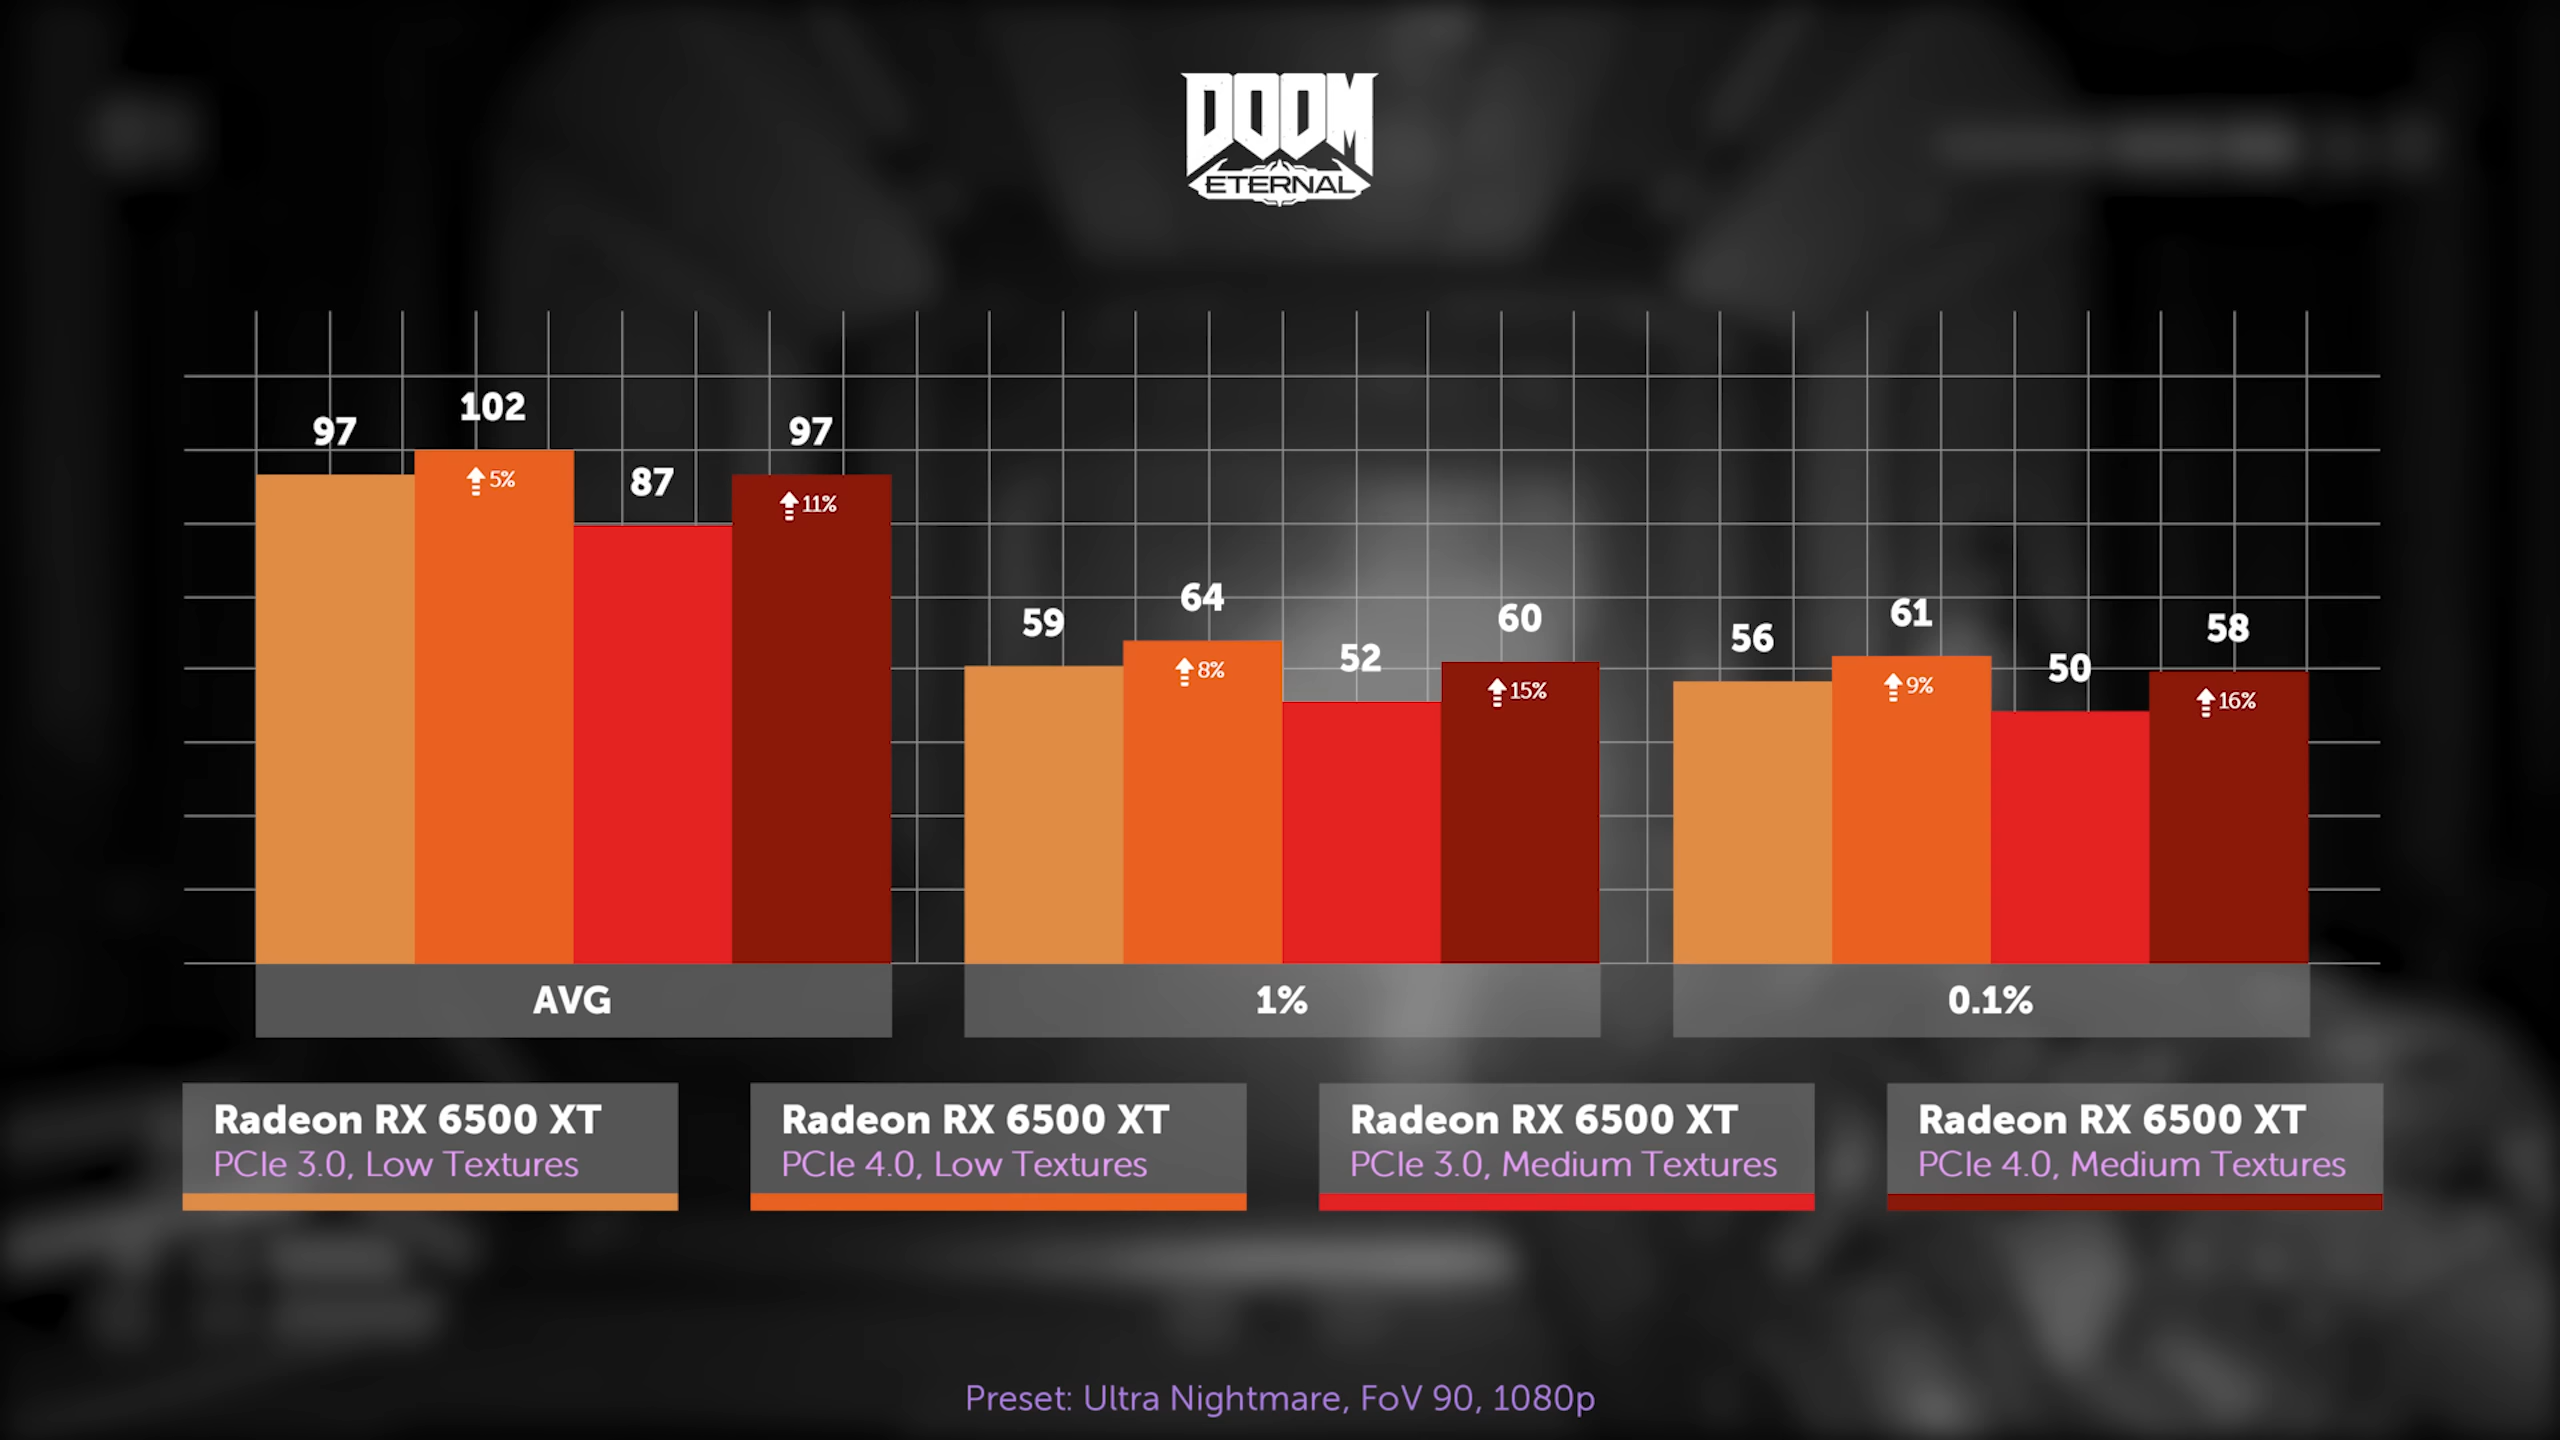 DOOM
ETERNAL
97
102
87
97
5%
11%
59
64
52
60
8%
15%
56
61
50
58
9%
16%
AVG
1%
0.1%
Radeon RX 6500 XT
PCIe 3.0, Low Textures
Radeon RX 6500 XT
PCIe 4.0, Low Textures
Radeon RX 6500 XT
PCIe 3.0, Medium Textures
Radeon RX 6500 XT
PCIe 4.0, Medium Textures
Preset: Ultra Nightmare, FoV 90, 1080p